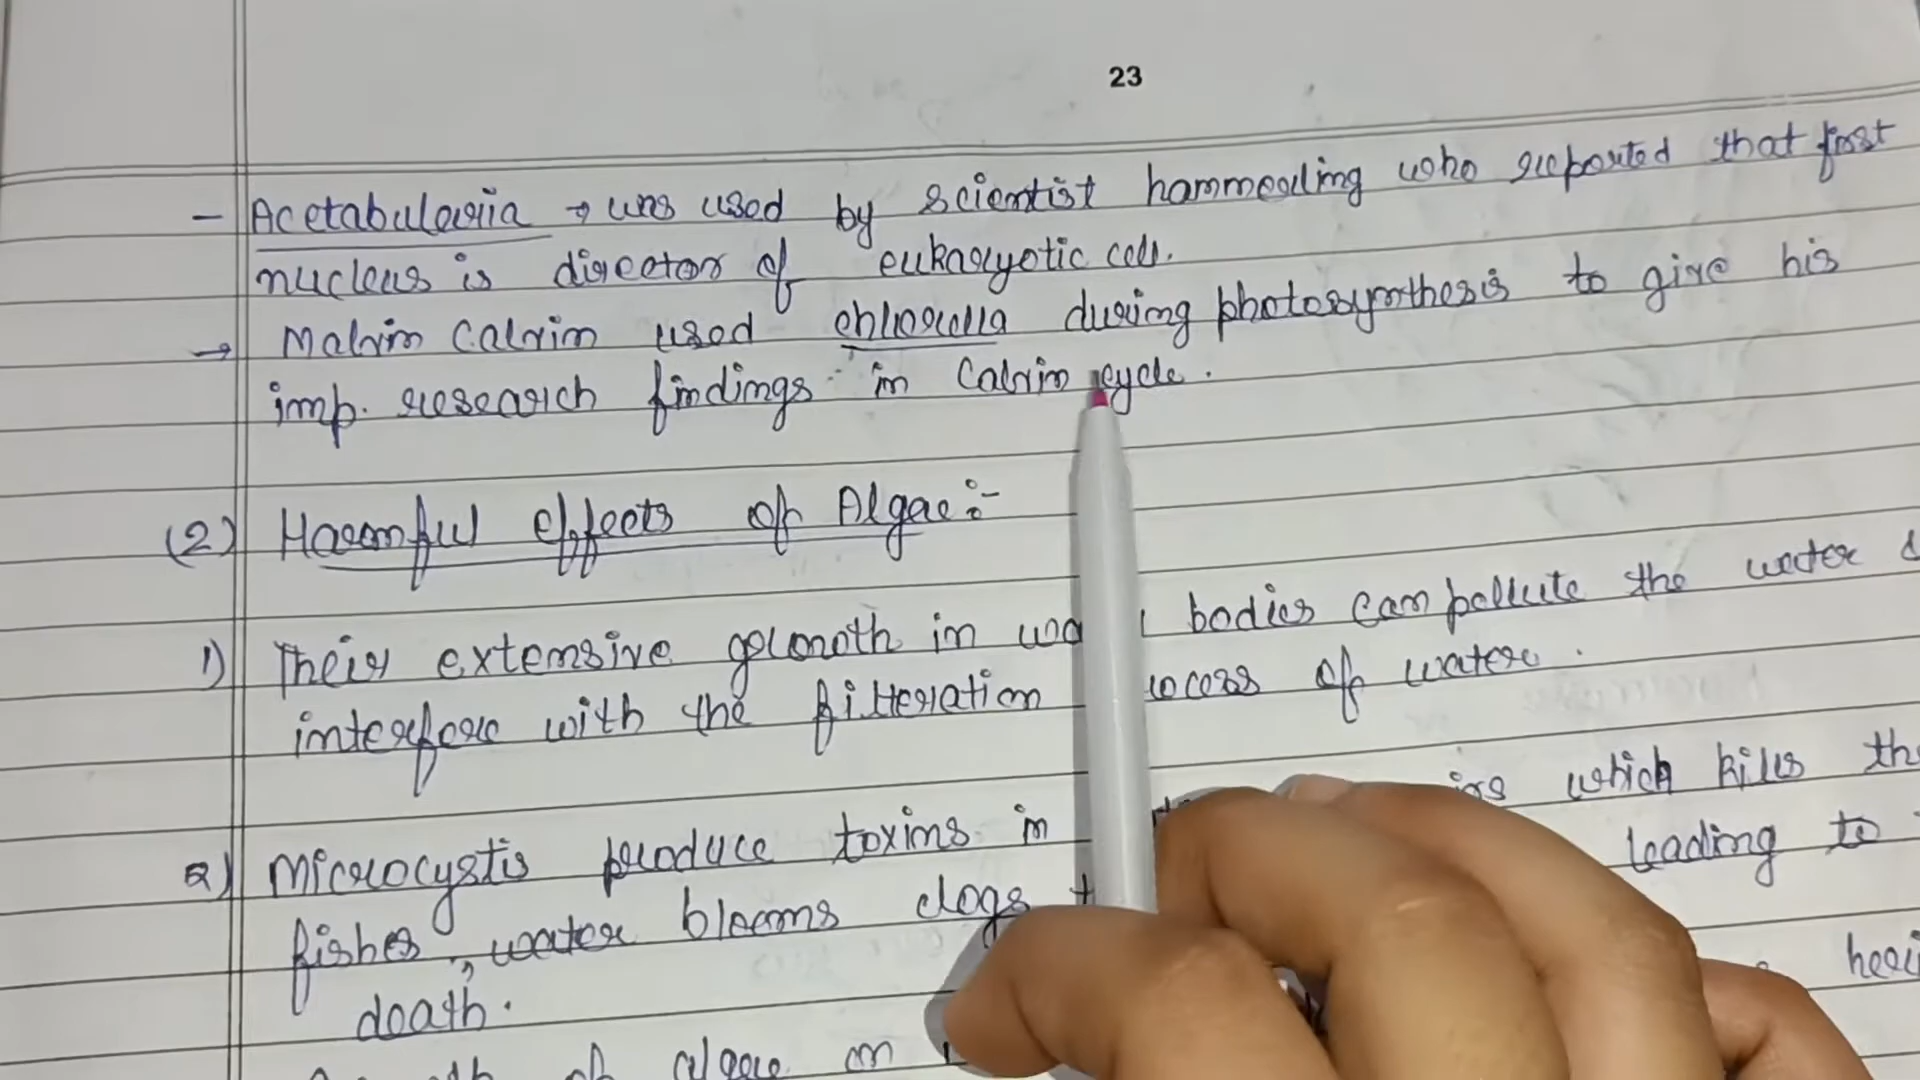 23
- Acetabularia → was used by scientist hammerling who reported that first
nucleus is director of eukaryotic cell.
→ Malvin Calvin used chlorella during photosynthesis to give his
imp. research findings in Calvin cycle.
(2) Harmful effects of Algae:-
1) Their extensive growth in bodies can pollute the water &
interfere with the filteration of water.
2) Microcystis produce toxins in which kills the
fishes, water blooms clogs leading to
death.
of algae on